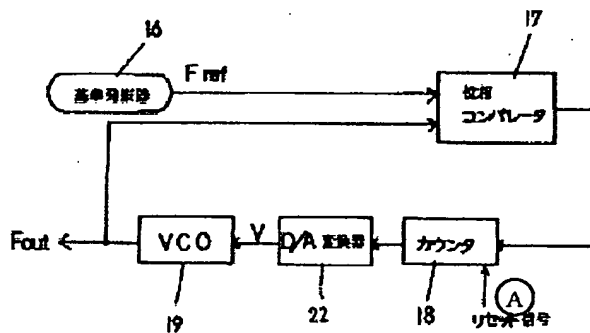 16
基準発振器
F ref
17
位相
コンパレータ
Fout
VCO
V
D/A 変換器
カウンタ
19
22
18
A
リセット信号